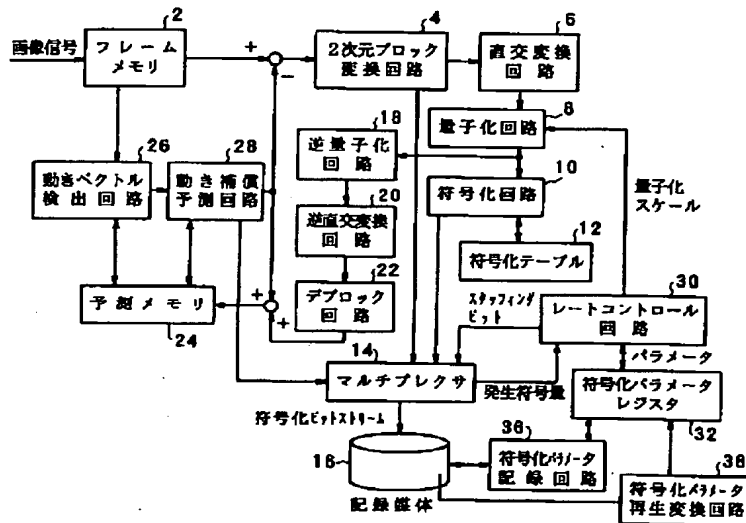 画像信号
2
フレーム
メモリ
+
−
4
2次元ブロック
変換回路
6
直交変換
回路
8
量子化回路
18
逆量子化
回路
26
動きベクトル
検出回路
28
動き補償
予測回路
10
符号化回路
量子化
スケール
20
逆直交変換
回路
12
符号化テーブル
22
デブロック
回路
予測メモリ
24
+
+
スタッフィング
ビット
30
レートコントロール
回路
14
マルチプレクサ
発生符号量
パラメータ
符号化パラメータ
レジスタ
32
符号化ビットストリーム
16
記録媒体
36
符号化パラメータ
記録回路
38
符号化パラメータ
再生変換回路